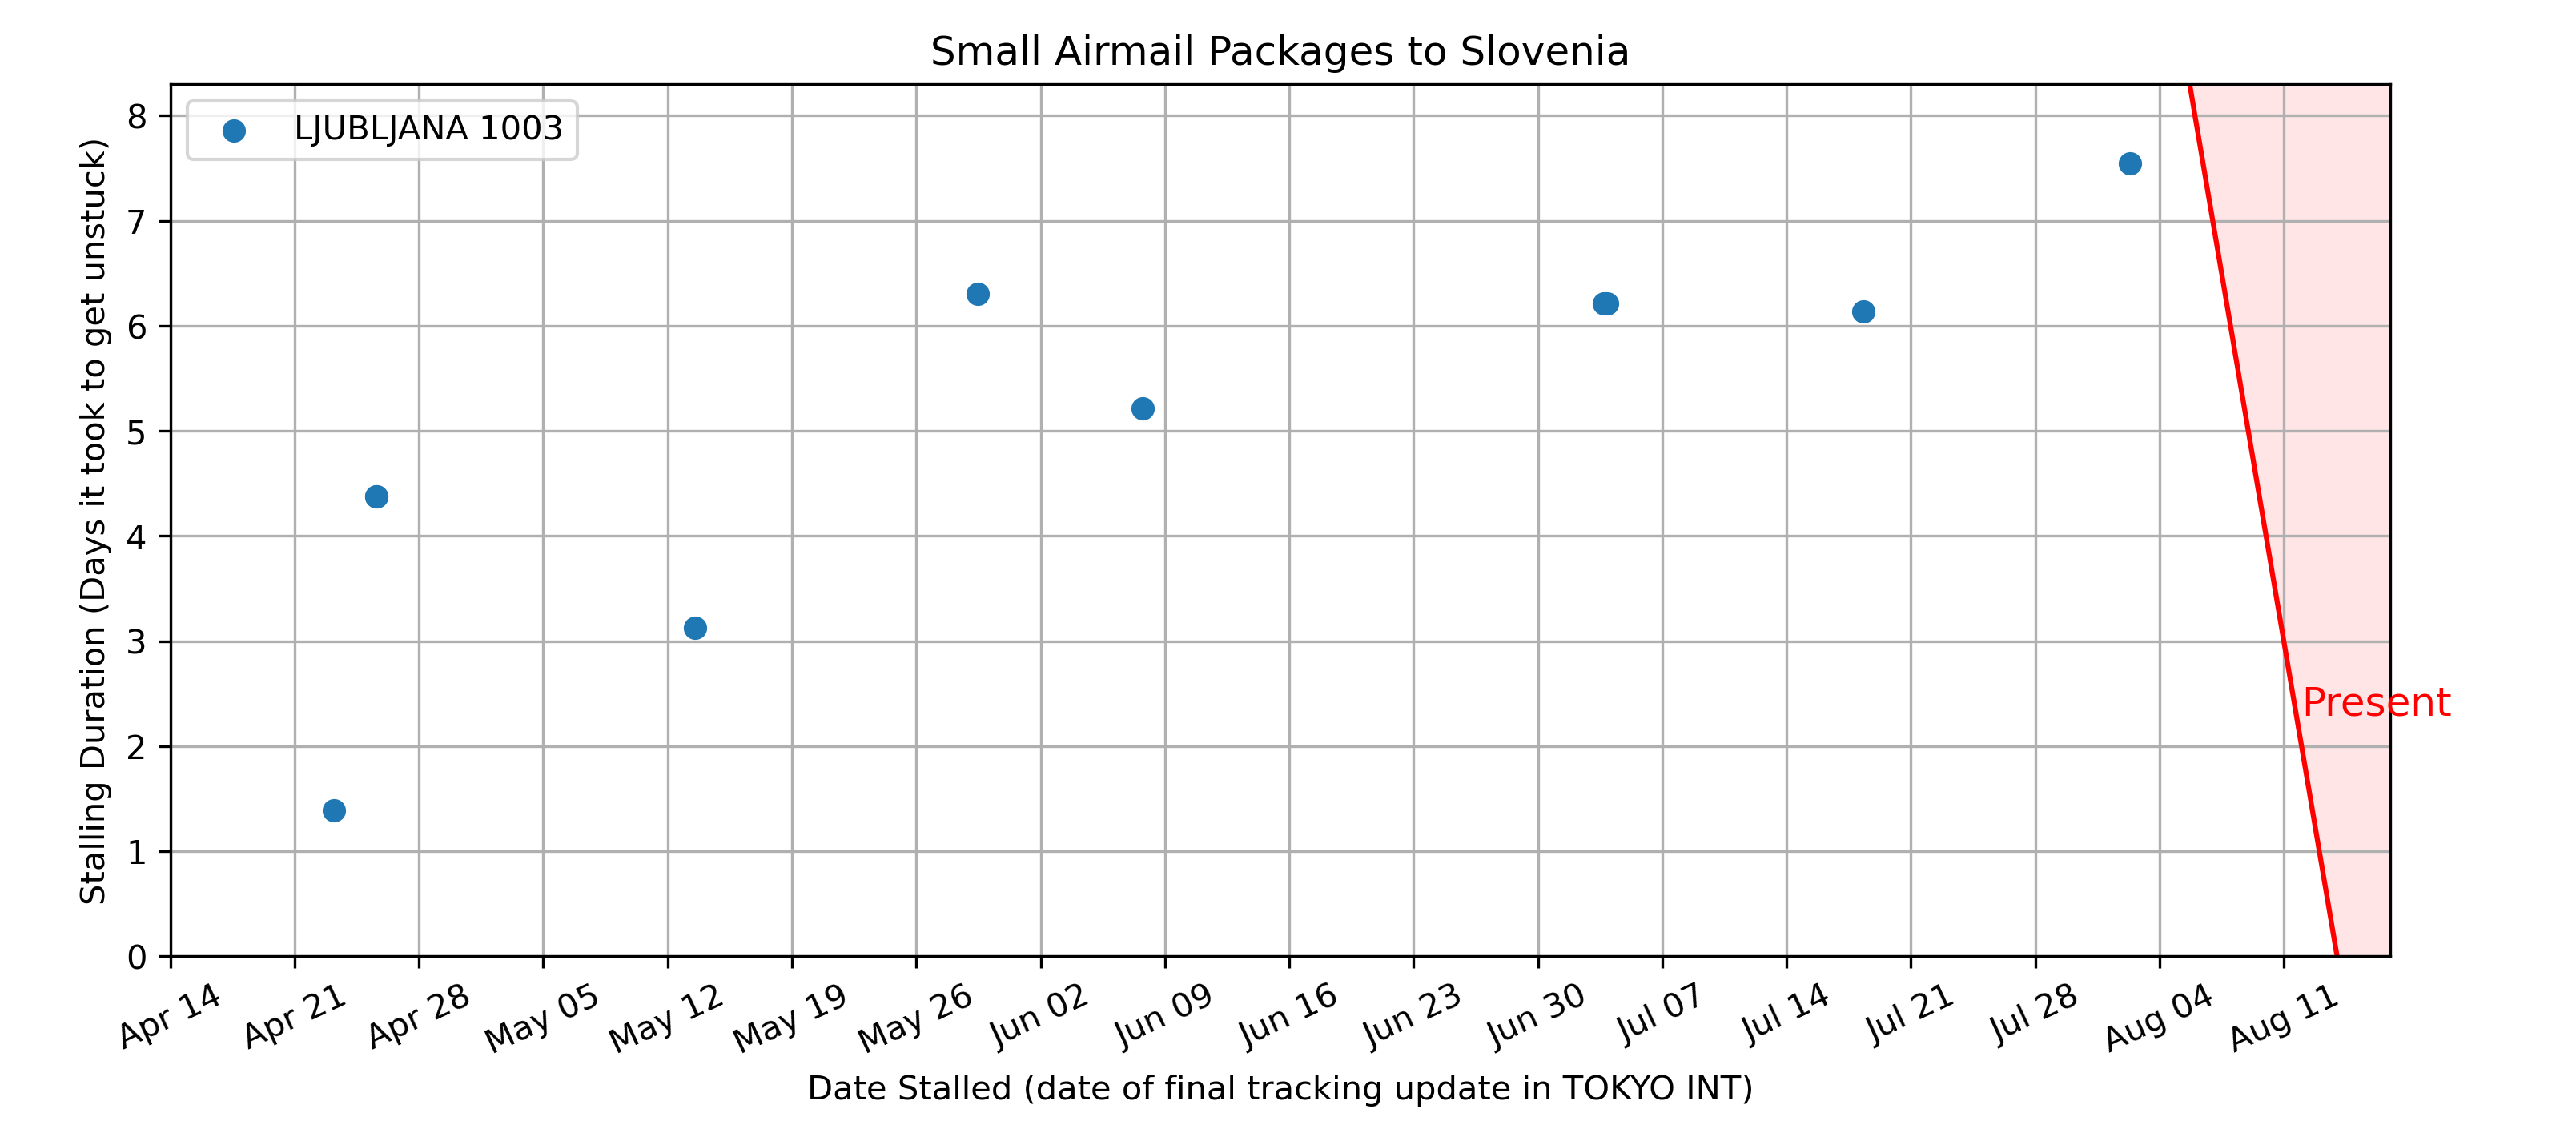 Small Airmail Packages to Slovenia
LJUBLJANA 1003
Stalling Duration (Days it took to get unstuck)
8
7
6
5
4
3
2
1
0
Present
Apr 14
Apr 21
Apr 28
May 05
May 12
May 19
May 26
Jun 02
Jun 09
Jun 16
Jun 23
Jun 30
Jul 07
Jul 14
Jul 21
Jul 28
Aug 04
Aug 11
Date Stalled (date of final tracking update in TOKYO INT)